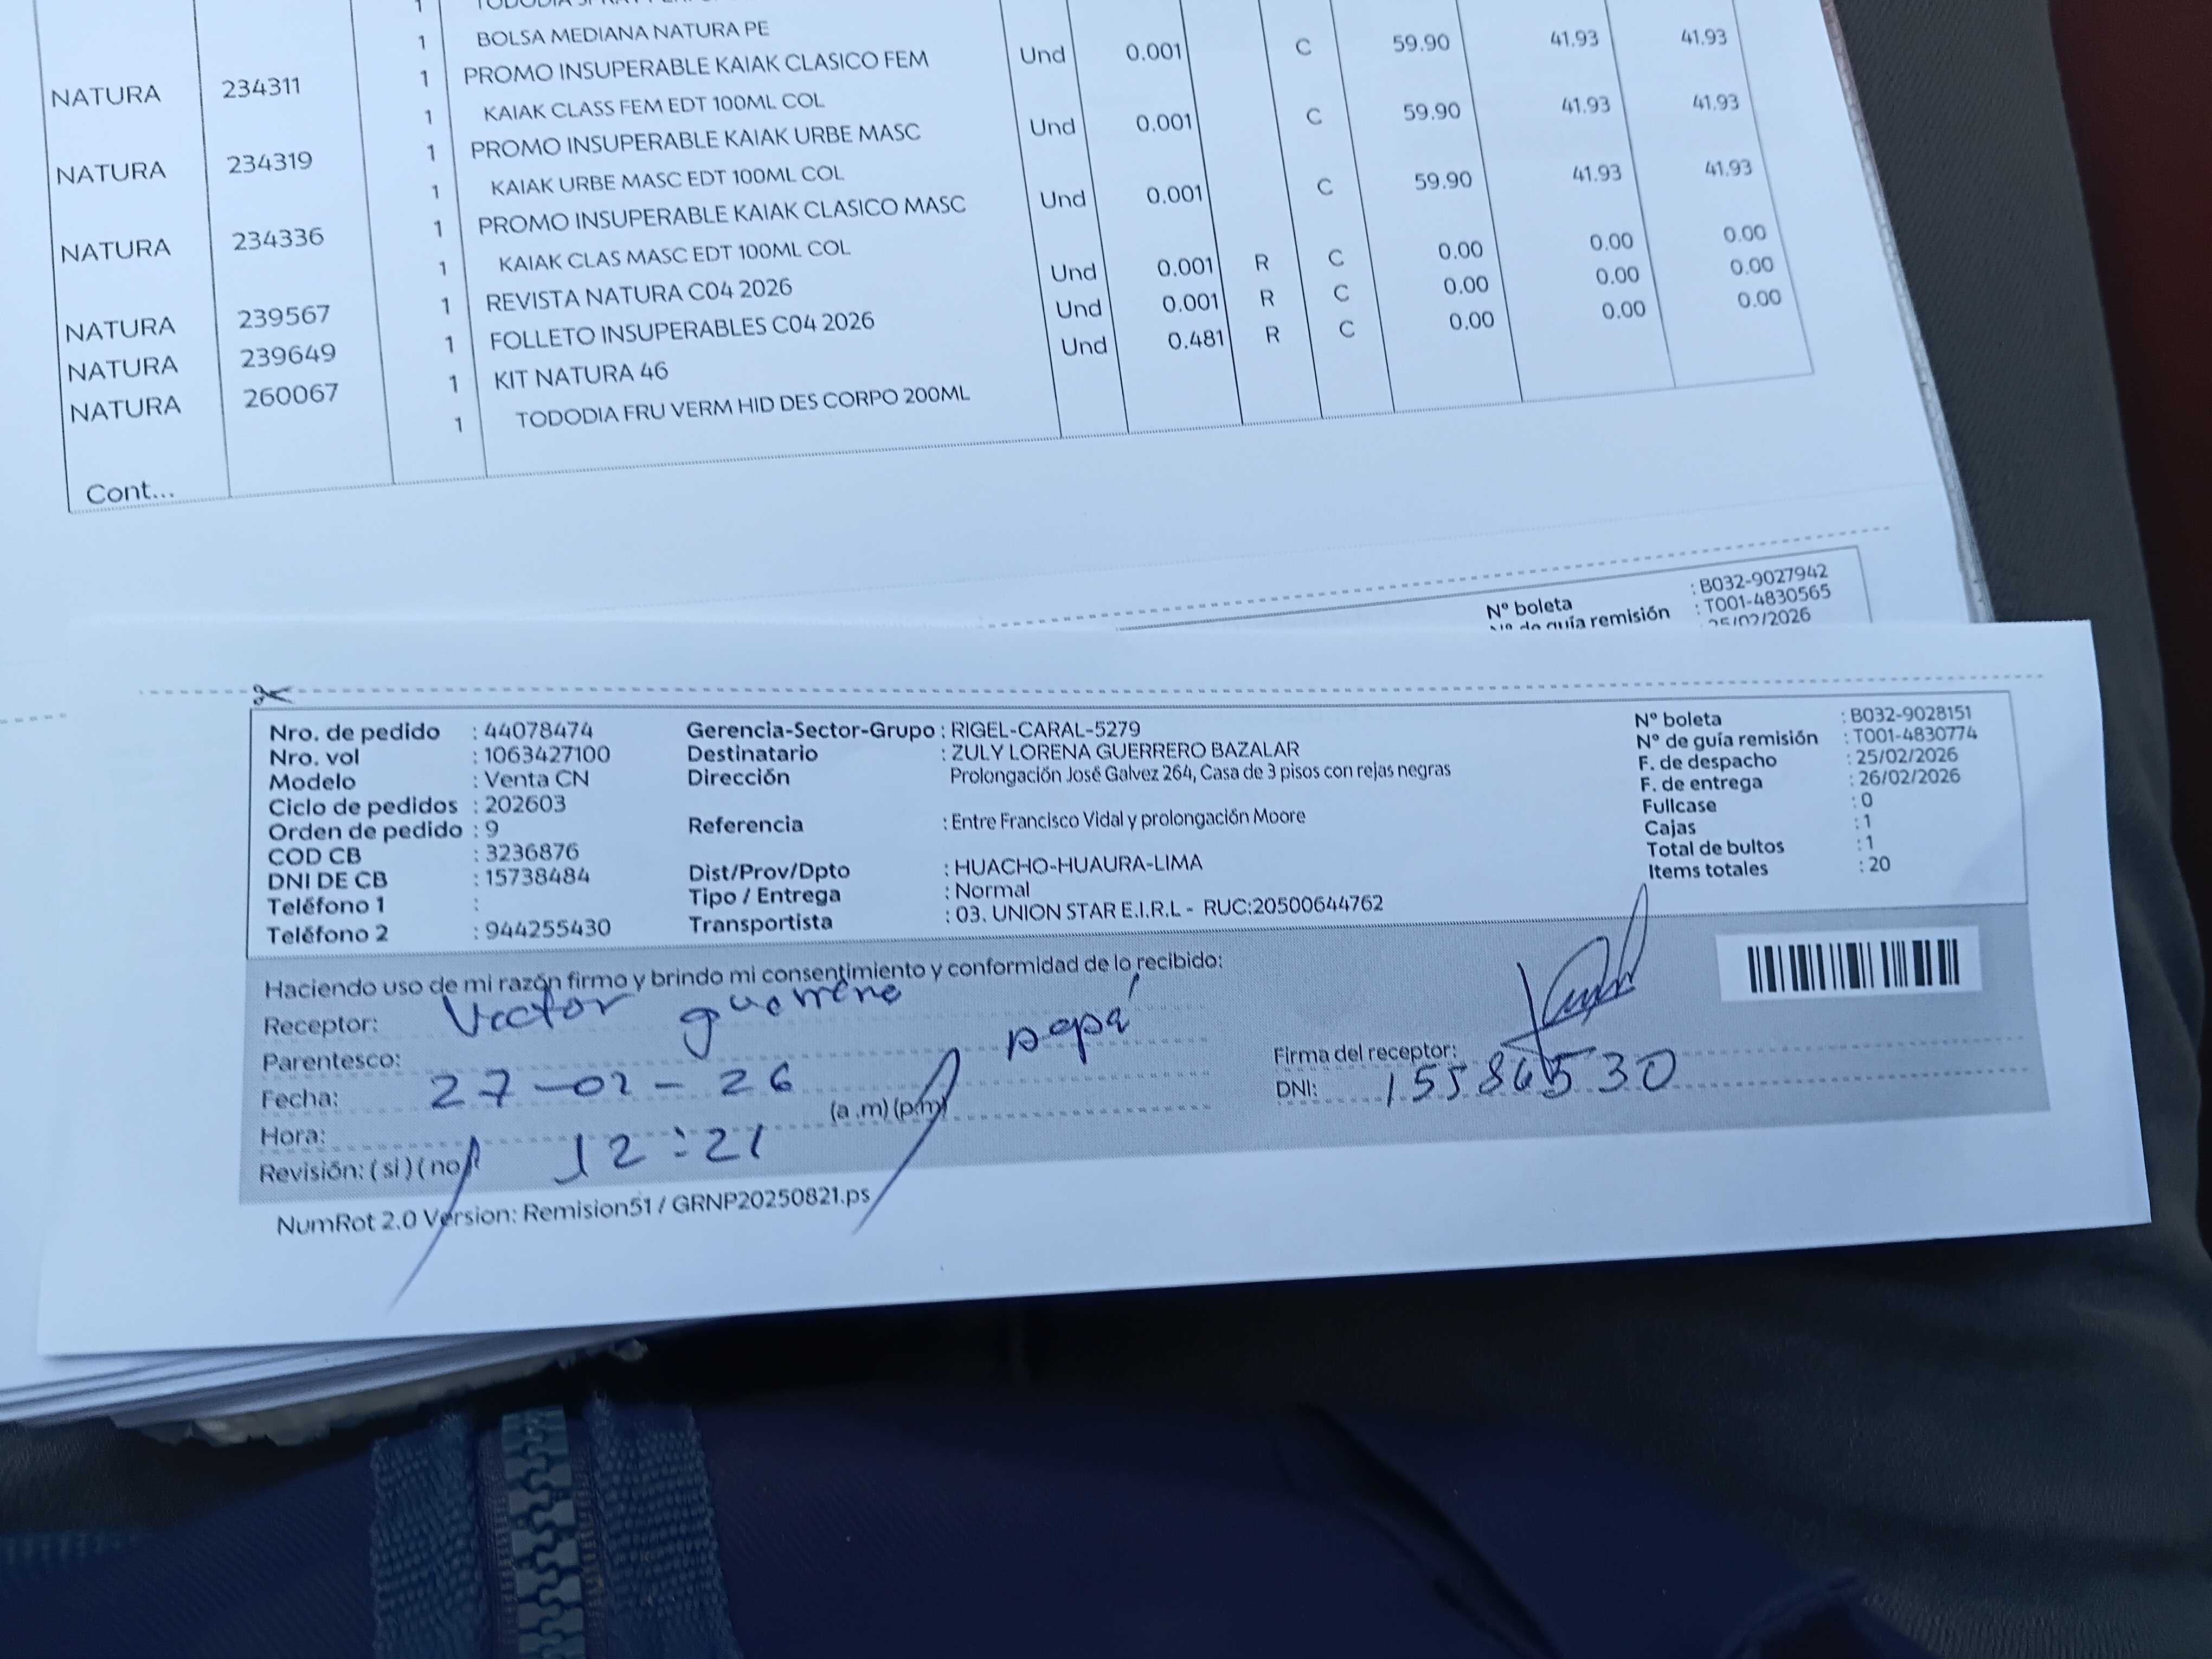 1
1 BOLSA MEDIANA NATURA PE
NATURA 234311 1 PROMO INSUPERABLE KAIAK CLASICO FEM Und 0.001 C 59.90 41.93 41.93
1 KAIAK CLASS FEM EDT 100ML COL
NATURA 234319 1 PROMO INSUPERABLE KAIAK URBE MASC Und 0.001 C 59.90 41.93 41.93
1 KAIAK URBE MASC EDT 100ML COL
NATURA 234336 1 PROMO INSUPERABLE KAIAK CLASICO MASC Und 0.001 C 59.90 41.93 41.93
1 KAIAK CLAS MASC EDT 100ML COL
NATURA 239567 1 REVISTA NATURA C04 2026 Und 0.001 R C 0.00 0.00 0.00
NATURA 239649 1 FOLLETO INSUPERABLES C04 2026 Und 0.001 R C 0.00 0.00 0.00
NATURA 260067 1 KIT NATURA 46 Und 0.481 R C 0.00 0.00 0.00
1 TODODIA FRU VERM HID DES CORPO 200ML
Cont...
N° boleta : B032-9027942
N° de guía remisión : T001-4830565
25/02/2026
Nro. de pedido : 44078474 Gerencia-Sector-Grupo : RIGEL-CARAL-5279 N° boleta : B032-9028151
Nro. vol : 1063427100 Destinatario : ZULY LORENA GUERRERO BAZALAR N° de guía remisión : T001-4830774
Modelo : Venta CN Dirección Prolongación José Galvez 264, Casa de 3 pisos con rejas negras F. de despacho : 25/02/2026
Ciclo de pedidos : 202603 F. de entrega : 26/02/2026
Orden de pedido : 9 Referencia : Entre Francisco Vidal y prolongación Moore Fullcase : 0
COD CB : 3236876 Cajas : 1
DNI DE CB : 15738484 Dist/Prov/Dpto : HUACHO-HUAURA-LIMA Total de bultos : 1
Teléfono 1 : Tipo / Entrega : Normal Items totales : 20
Teléfono 2 : 944255430 Transportista : 03. UNION STAR E.I.R.L - RUC:20500644762
Haciendo uso de mi razón firmo y brindo mi consentimiento y conformidad de lo recibido:
Receptor: Victor
Parentesco: papá Firma del receptor:
Fecha: 27-02-26 DNI:
Hora: 12:21 (a .m) (p.m)
Revisión: ( si ) ( no )
NumRot 2.0 Version: Remision51 / GRNP20250821.ps